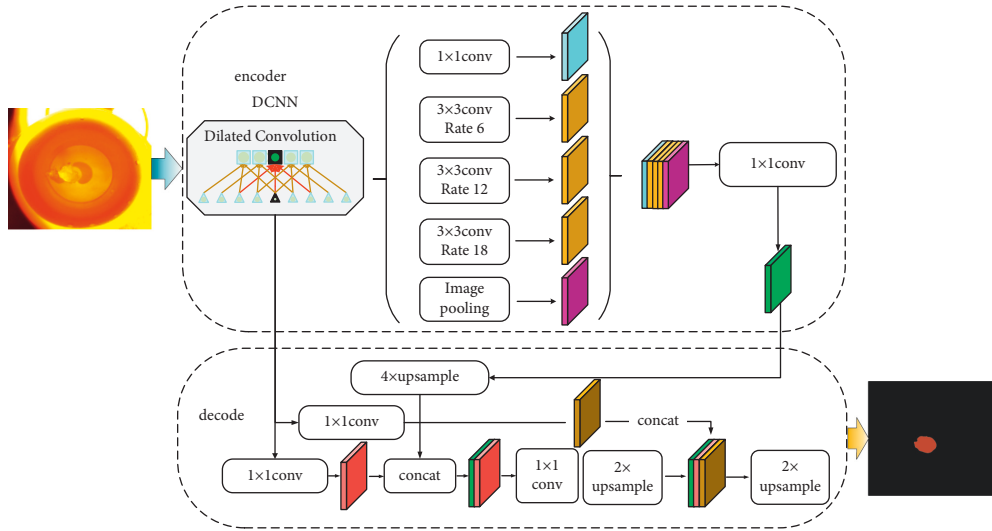 encoder
DCNN
Dilated Convolution
1×1conv
3×3conv
Rate 6
3×3conv
Rate 12
3×3conv
Rate 18
Image
pooling
1×1conv
decode
4×upsample
1×1conv
concat
1×1conv
concat
1×1
conv
2×
upsample
2×
upsample